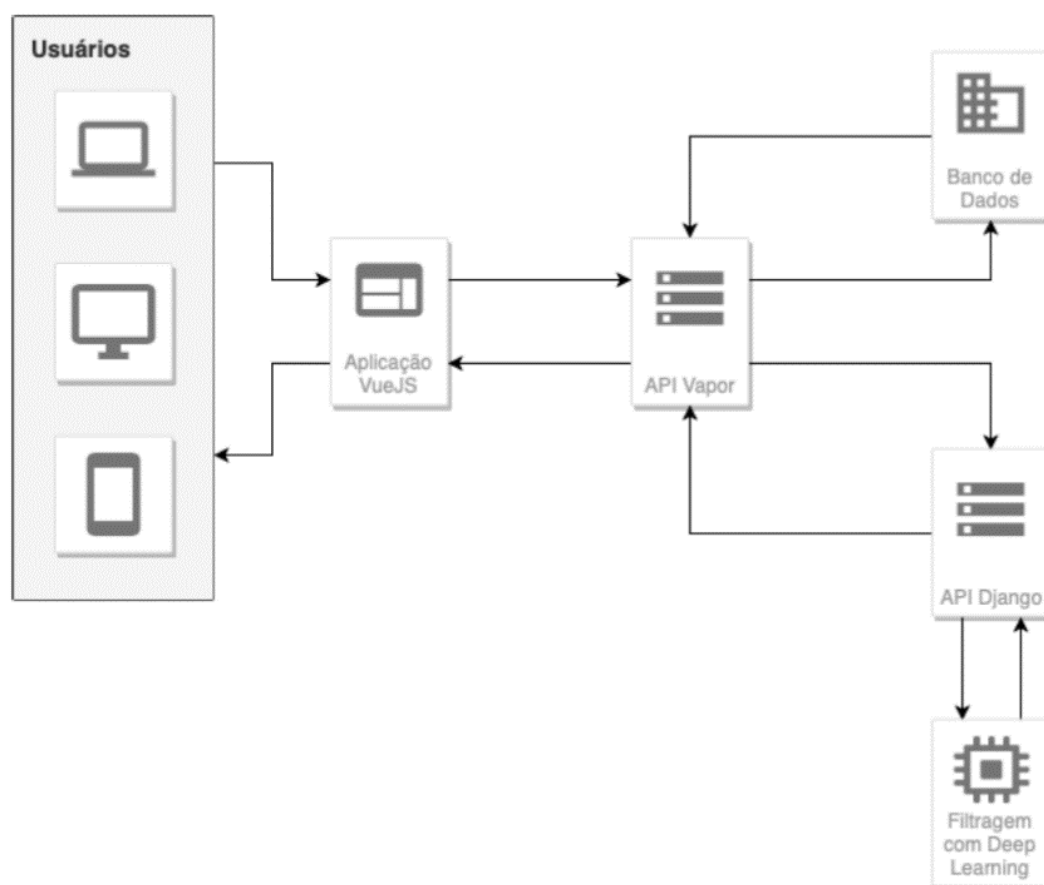 Usuários
Banco de
Dados
Aplicação
VueJS
API Vapor
API Django
Filtragem
com Deep
Learning